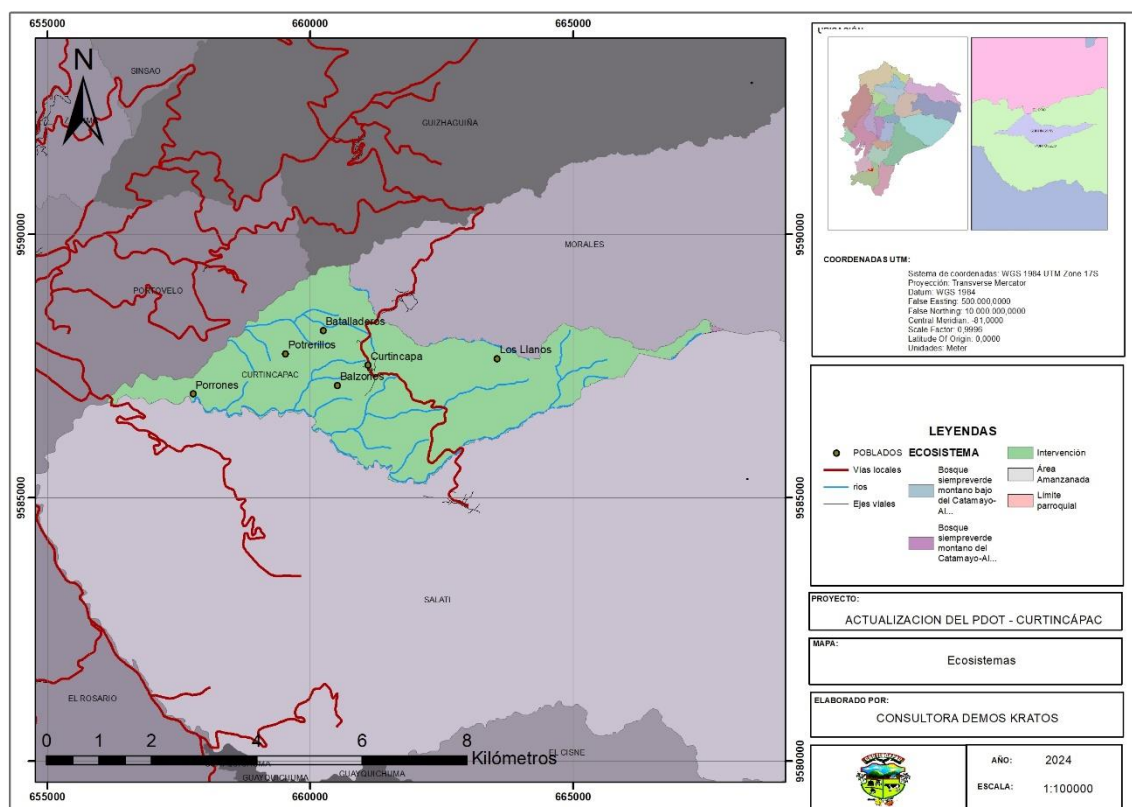 655000
660000
665000
N
SINSAO
GUIZHAGUIÑA
9590000
9590000
MORALES
PORTOVELO
Batalladeros
Potrerillos
Curtincapa
Los Llanos
CURTINCAPAC
Balzones
Porrones
9585000
9585000
SALATI
EL ROSARIO
EL CISNE
0 1 2 4 6 8
Kilómetros
GUAYQUICHUMA
GUAYQUICHUMA
9580000
9580000
655000
660000
665000
UBICACIÓN:
COORDENADAS UTM:
Sistema de coordenadas: WGS 1984 UTM Zone 17S
Proyección: Transverse Mercator
Datum: WGS 1984
False Easting: 500.000,0000
False Northing: 10.000.000,0000
Central Meridian: -81,0000
Scale Factor: 0,9996
Latitude Of Origin: 0,0000
Unidades: Meter
LEYENDAS
POBLADOS
Vías locales
rios
Ejes viales
ECOSISTEMA
Bosque
siempreverde
montano bajo
del Catamayo-
Al...
Bosque
siempreverde
montano del
Catamayo-Al...
Intervención
Área
Amanzanada
Límite
parroquial
PROYECTO:
ACTUALIZACION DEL PDOT - CURTINCÁPAC
MAPA:
Ecosistemas
ELABORADO POR:
CONSULTORA DEMOS KRATOS
AÑO: 2024
ESCALA: 1:100000